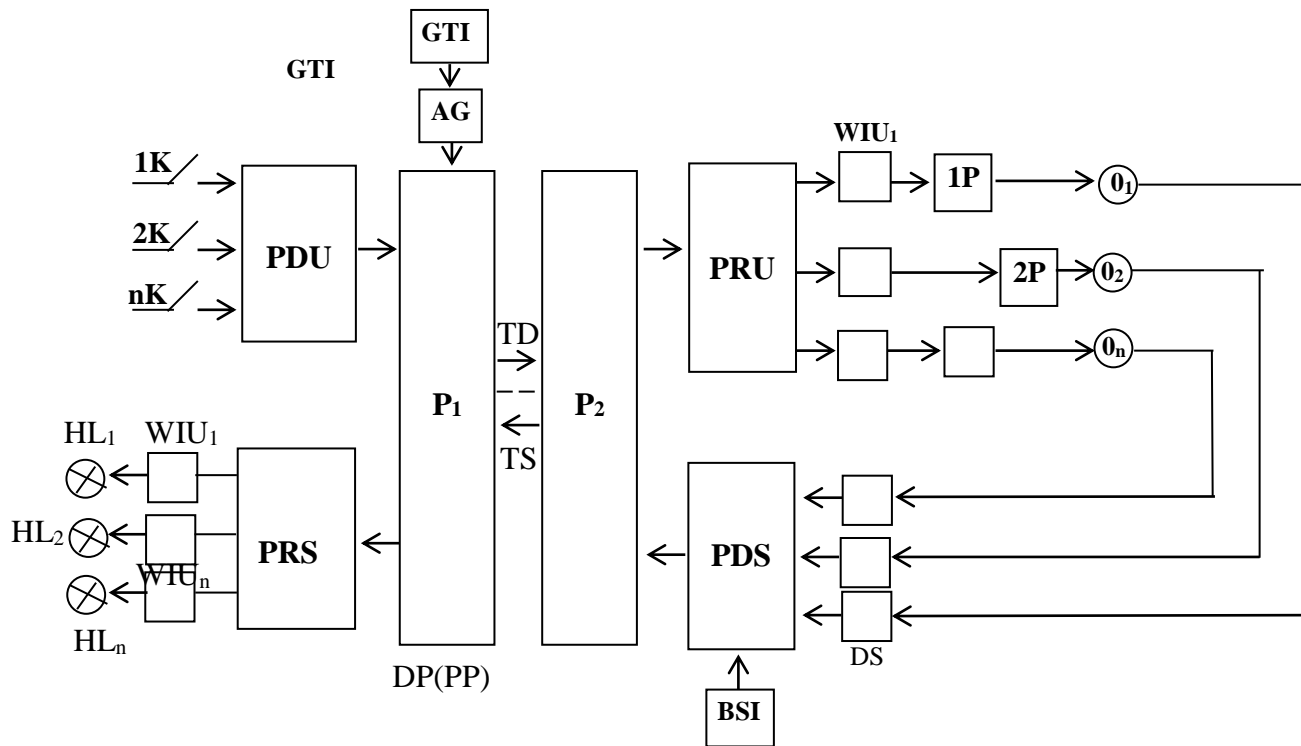 GTI
GTI
AG
WIU₁
1K
1P
0₁
2K
PDU
PRU
2P
0₂
nK
TD
0ₙ
P₁
P₂
TS
HL₁
WIU₁
HL₂
PRS
PDS
WIUₙ
HLₙ
DS
DP(PP)
BSI